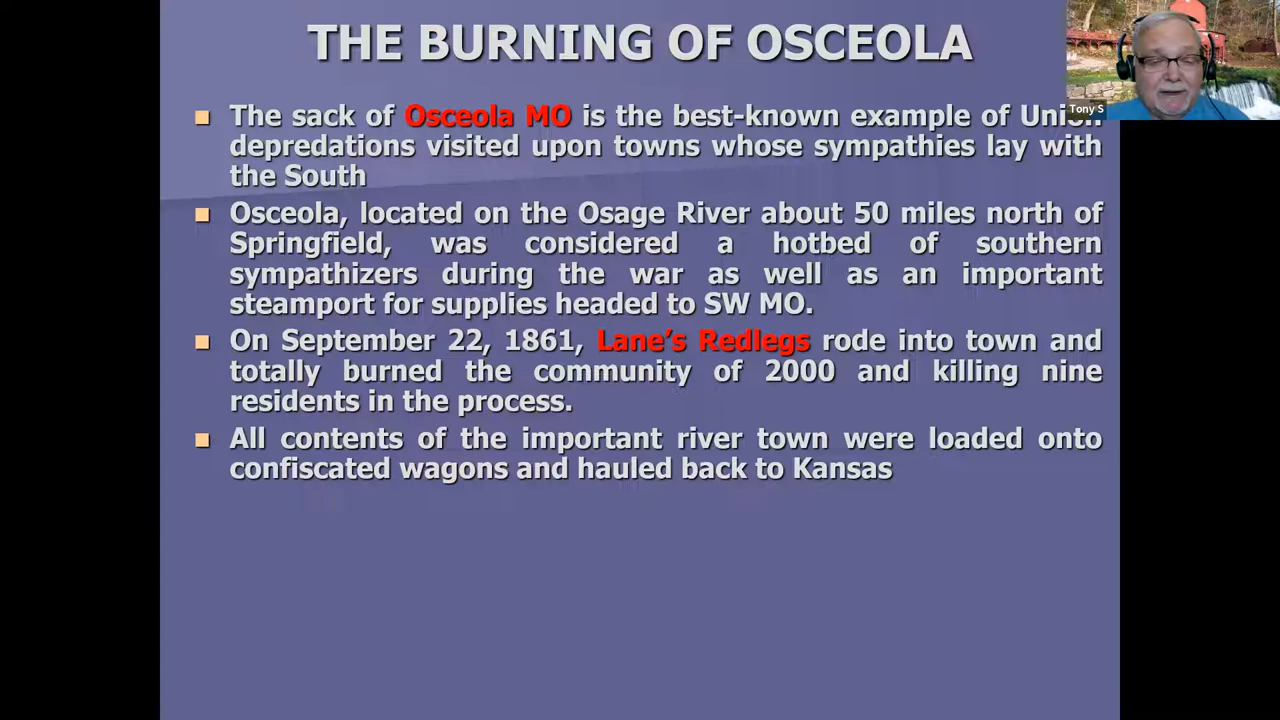 THE BURNING OF OSCEOLA
Tony S
The sack of Osceola MO is the best-known example of Union
depredations visited upon towns whose sympathies lay with
the South
Osceola, located on the Osage River about 50 miles north of
Springfield, was considered a hotbed of southern
sympathizers during the war as well as an important
steamport for supplies headed to SW MO.
On September 22, 1861, Lane's Redlegs rode into town and
totally burned the community of 2000 and killing nine
residents in the process.
All contents of the important river town were loaded onto
confiscated wagons and hauled back to Kansas